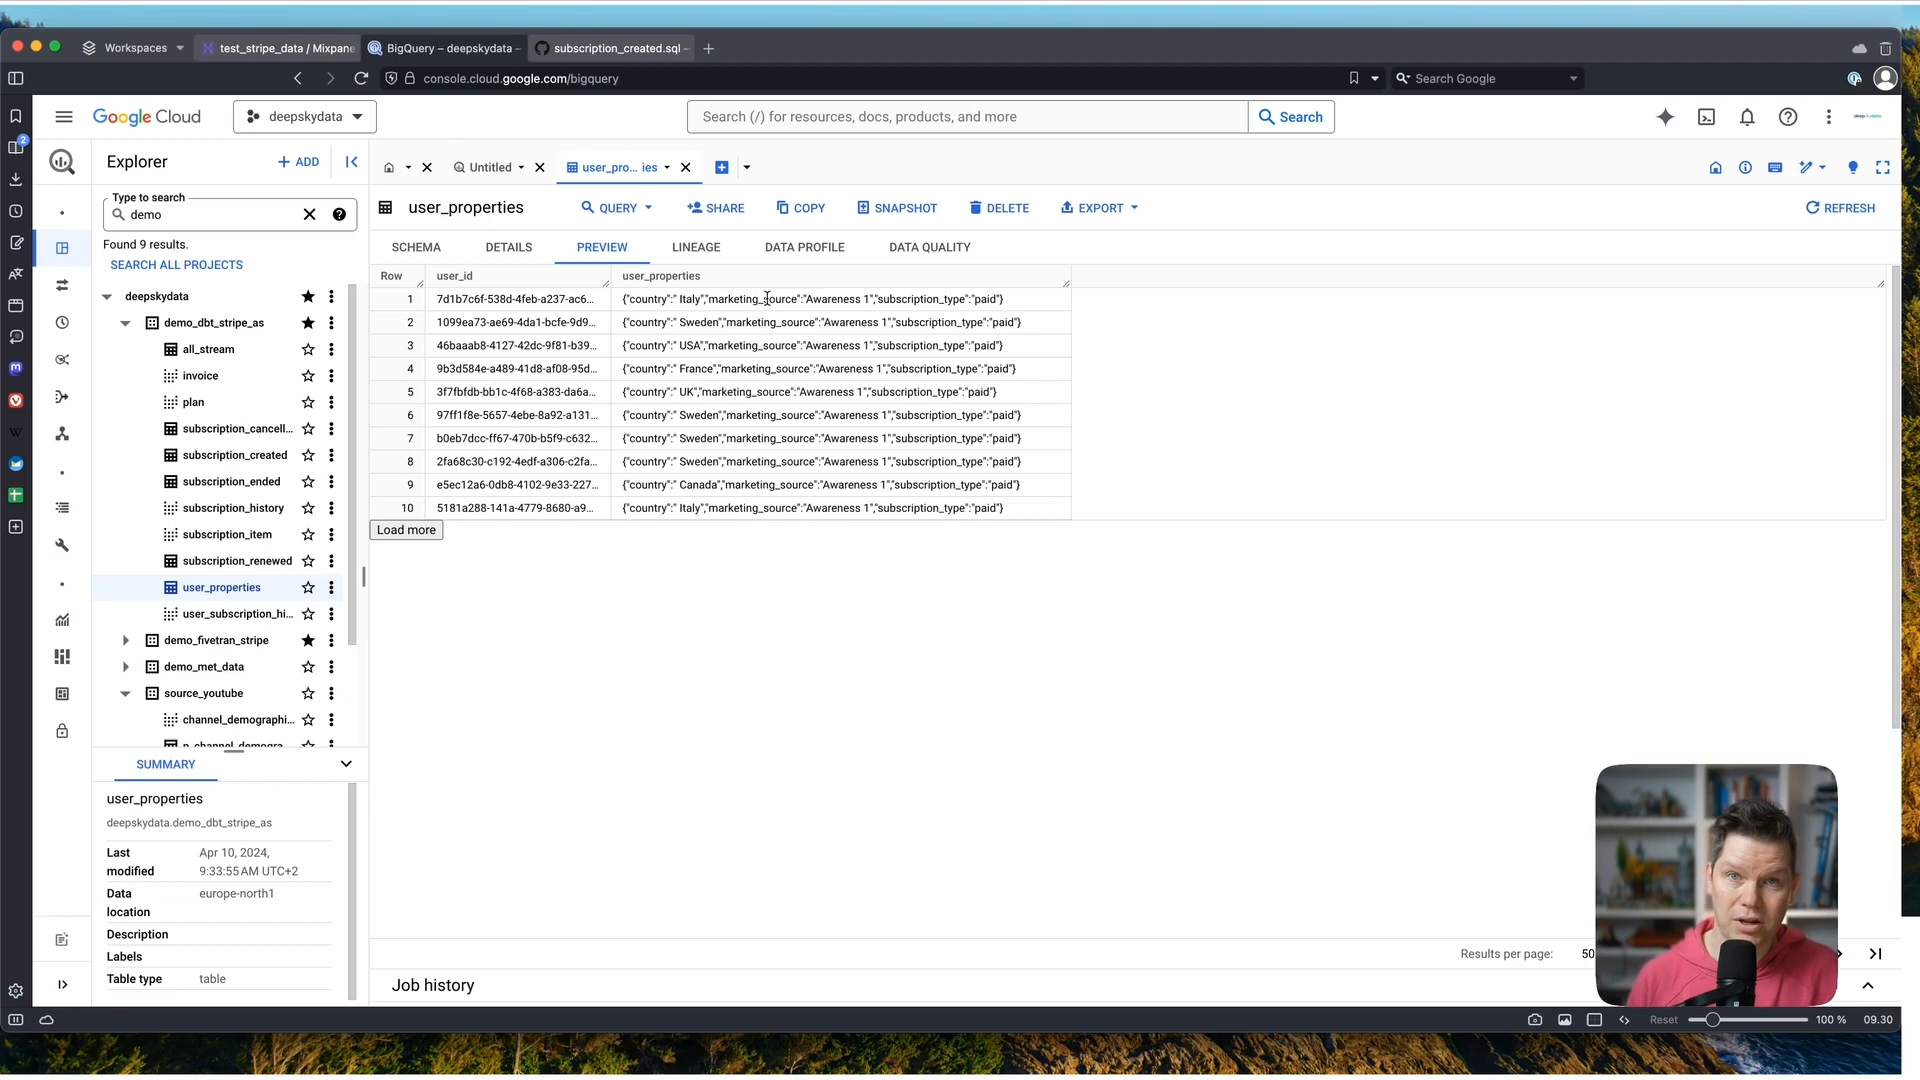 Workspaces
test_stripe_data / Mixpane
BigQuery – deepskydata –
subscription_created.sql –
console.cloud.google.com/bigquery
Search Google
2
Google Cloud
deepskydata
Search (/) for resources, docs, products, and more
Search
Explorer
+ ADD
Untitled
user_pro... ies
Type to search
demo
Found 9 results.
SEARCH ALL PROJECTS
user_properties
QUERY
SHARE
COPY
SNAPSHOT
DELETE
EXPORT
REFRESH
SCHEMA
DETAILS
PREVIEW
LINEAGE
DATA PROFILE
DATA QUALITY
deepskydata
demo_dbt_stripe_as
all_stream
invoice
plan
subscription_cancell...
subscription_created
subscription_ended
subscription_history
subscription_item
subscription_renewed
user_properties
user_subscription_hi...
demo_fivetran_stripe
demo_met_data
source_youtube
channel_demographi...
n_channel_demogra
Row user_id user_properties
1 7d1b7c6f-538d-4feb-a237-ac6... {"country":" Italy","marketing_source":"Awareness 1","subscription_type":"paid"}
2 1099ea73-ae69-4da1-bcfe-9d9... {"country":" Sweden","marketing_source":"Awareness 1","subscription_type":"paid"}
3 46baaab8-4127-42dc-9f81-b39... {"country":" USA","marketing_source":"Awareness 1","subscription_type":"paid"}
4 9b3d584e-a489-41d8-af08-95d... {"country":" France","marketing_source":"Awareness 1","subscription_type":"paid"}
5 3f7fbfdb-bb1c-4f68-a383-da6a... {"country":" UK","marketing_source":"Awareness 1","subscription_type":"paid"}
6 97ff1f8e-5657-4ebe-8a92-a131... {"country":" Sweden","marketing_source":"Awareness 1","subscription_type":"paid"}
7 b0eb7dcc-ff67-470b-b5f9-c632... {"country":" Sweden","marketing_source":"Awareness 1","subscription_type":"paid"}
8 2fa68c30-c192-4edf-a306-c2fa... {"country":" Sweden","marketing_source":"Awareness 1","subscription_type":"paid"}
9 e5ec12a6-0db8-4102-9e33-227... {"country":" Canada","marketing_source":"Awareness 1","subscription_type":"paid"}
10 5181a288-141a-4779-8680-a9... {"country":" Italy","marketing_source":"Awareness 1","subscription_type":"paid"}
Load more
SUMMARY
user_properties
deepskydata.demo_dbt_stripe_as
Last modified Apr 10, 2024, 9:33:55 AM UTC+2
Data location europe-north1
Description
Labels
Table type table
Results per page: 50
Job history
Reset
100 %
09.30